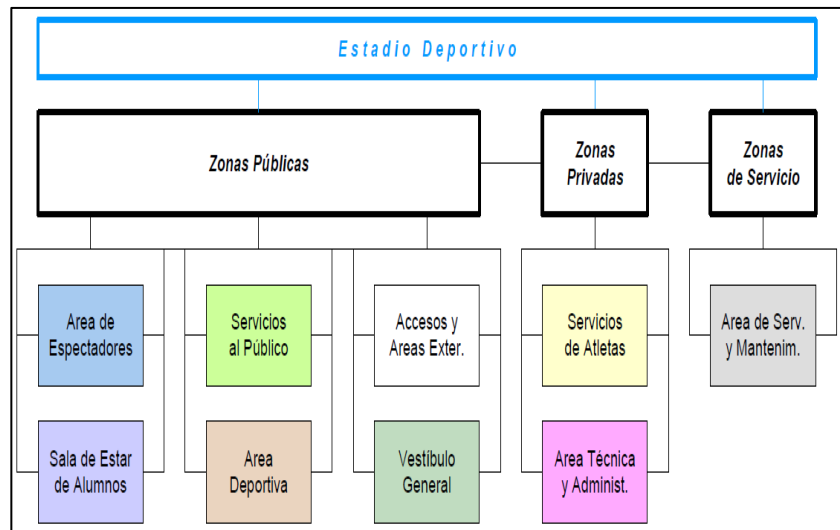 Estadio Deportivo
Zonas Públicas
Zonas
Privadas
Zonas
de Servicio
Area de
Espectadores
Servicios
al Público
Accesos y
Areas Exter.
Servicios
de Atletas
Area de Serv.
y Mantenim.
Sala de Estar
de Alumnos
Area
Deportiva
Vestíbulo
General
Area Técnica
y Administ.